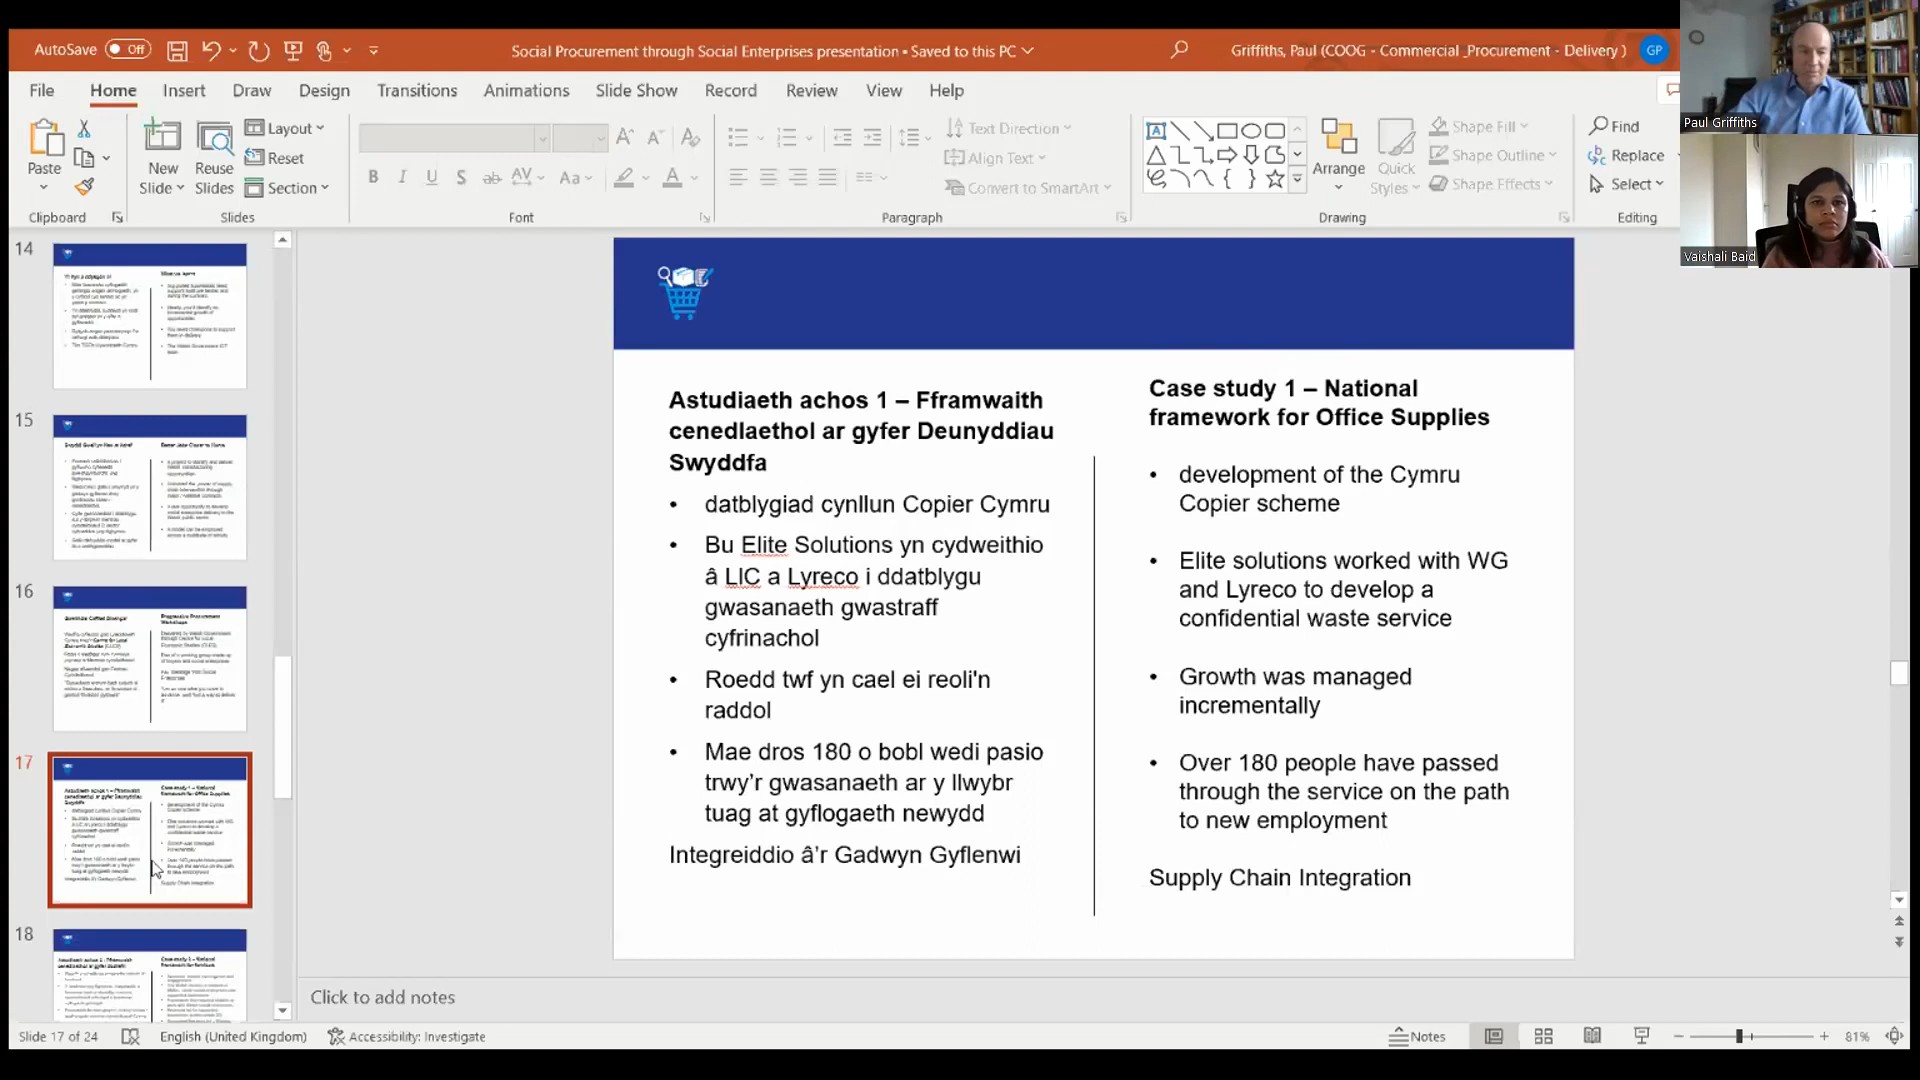 AutoSave Off
Social Procurement through Social Enterprises presentation • Saved to this PC
Griffiths, Paul (COOG - Commercial _Procurement - Delivery )
GP
File Home Insert Draw Design Transitions Animations Slide Show Record Review View Help
Paste
New Slide
Reuse Slides
Layout
Reset
Section
Text Direction
Align Text
Convert to SmartArt
Arrange
Quick Styles
Shape Fill
Shape Outline
Shape Effects
Find
Replace
Select
Clipboard Slides Font Paragraph Drawing Editing
Paul Griffiths
Vaishali Baid
14
15
16
17
18
Astudiaeth achos 1 – Fframwaith
cenedlaethol ar gyfer Deunyddiau
Swyddfa
• datblygiad cynllun Copier Cymru
• Bu Elite Solutions yn cydweithio
â LIC a Lyreco i ddatblygu
gwasanaeth gwastraff
cyfrinachol
• Roedd twf yn cael ei reoli'n
raddol
• Mae dros 180 o bobl wedi pasio
trwy’r gwasanaeth ar y llwybr
tuag at gyflogaeth newydd
Integreiddio â’r Gadwyn Gyflenwi
Case study 1 – National
framework for Office Supplies
• development of the Cymru
Copier scheme
• Elite solutions worked with WG
and Lyreco to develop a
confidential waste service
• Growth was managed
incrementally
• Over 180 people have passed
through the service on the path
to new employment
Supply Chain Integration
Click to add notes
Slide 17 of 24
English (United Kingdom)
Accessibility: Investigate
Notes
81%